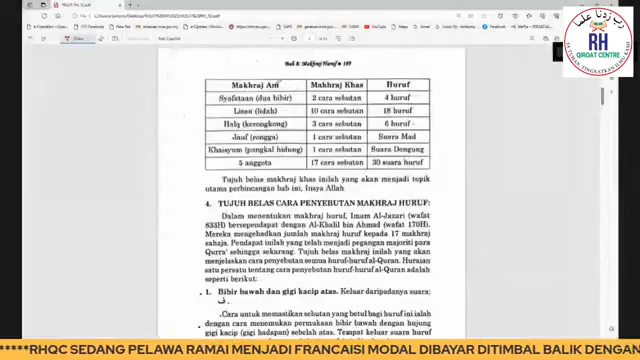 Bab 8: Makhraj Huruf • 189
Makhraj Am Makhraj Khas Huruf
Syafataan (dua bibir) 2 cara sebutan 4 huruf
Lisan (lidah) 10 cara sebutan 18 huruf
Halq (kerongkong) 3 cara sebutan 6 huruf
Jauf (rongga) 1 cara sebutan Suara Mad
Khaisyum (pangkal hidung) 1 cara sebutan Suara Dengung
5 anggota 17 cara sebutan 30 suara huruf
Tujuh belas makhraj khas inilah yang akan menjadi topik
utama perbincangan bab ini, Insya Allah
4. TUJUH BELAS CARA PENYEBUTAN MAKHRAJ HURUF:
Dalam menentukan makhraj huruf, Imam Al-Jazari (wafat
833H) bersependapat dengan Al-Khalil bin Ahmad (wafat 170H).
Mereka mengehadkan jumlah makhraj huruf kepada 17 makhraj
sahaja. Pendapat inilah yang telah menjadi pegangan majoriti para
Qurra' sehingga sekarang. Tujuh belas makhraj inilah yang akan
menjelaskan cara penyebutan semua huruf-huruf al-Quran. Huraian
satu persatu tentang cara penyebutan huruf-huruf al-Quran adalah
seperti berikut:
1. Bibir bawah dan gigi kacip atas. Keluar daripadanya suara;
ف .
Cara untuk memastikan sebutan yang betul bagi huruf ini ialah
dengan cara menemukan permukaan bibir bawah dengan hujung
gigi kacip (gigi hadapan) sebelah atas. Tempat keluar suara huruf
رب زدنا علما
RH
QIROAT CENTRE
***RHQC SEDANG PELAWA RAMAI MENJADI FRANCAISI MODAL DIBAYAR DITIMBAL BALIK DENGAN